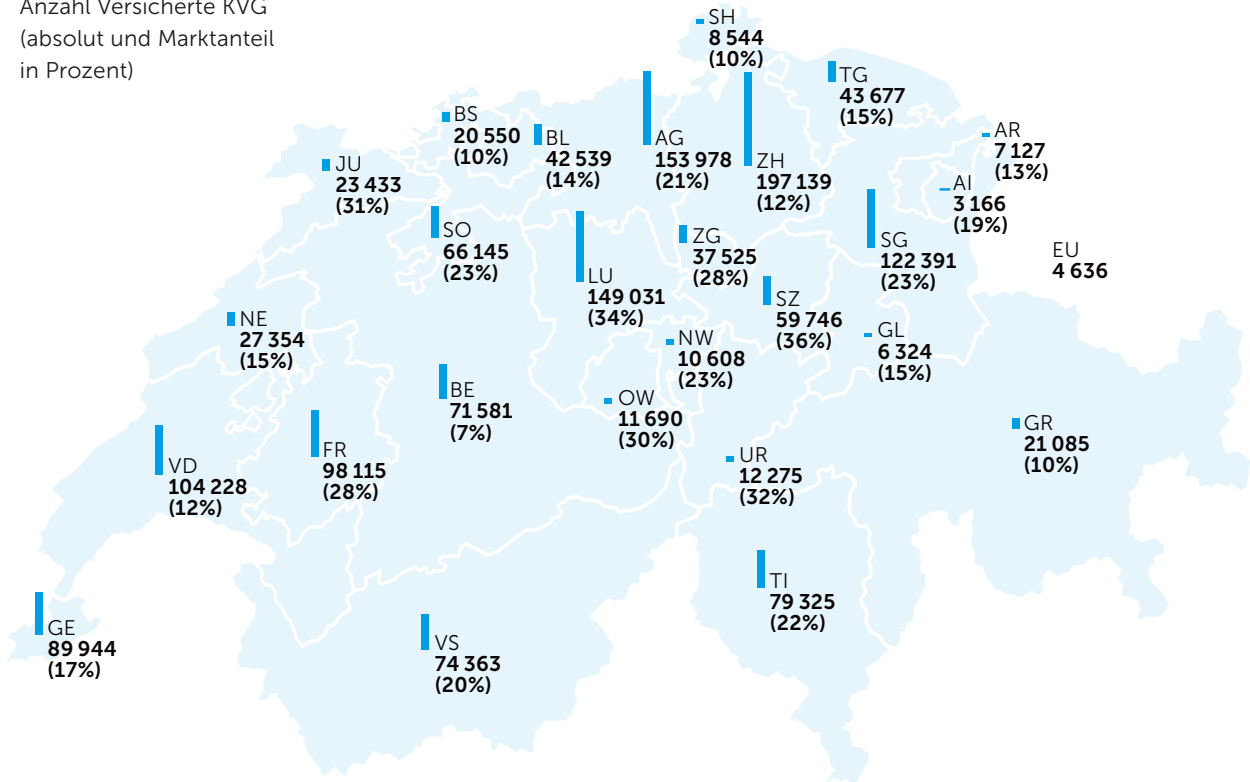 Anzahl Versicherte KVG
(absolut und Marktanteil
in Prozent)
SH
8 544
(10%)
TG
43 677
(15%)
BS
20 550
(10%)
BL
42 539
(14%)
AG
153 978
(21%)
ZH
197 139
(12%)
AR
7 127
(13%)
JU
23 433
(31%)
AI
3 166
(19%)
SO
66 145
(23%)
ZG
37 525
(28%)
SG
122 391
(23%)
EU
4 636
LU
149 031
(34%)
SZ
59 746
(36%)
NE
27 354
(15%)
NW
10 608
(23%)
GL
6 324
(15%)
BE
71 581
(7%)
OW
11 690
(30%)
GR
21 085
(10%)
FR
98 115
(28%)
UR
12 275
(32%)
VD
104 228
(12%)
TI
79 325
(22%)
GE
89 944
(17%)
VS
74 363
(20%)